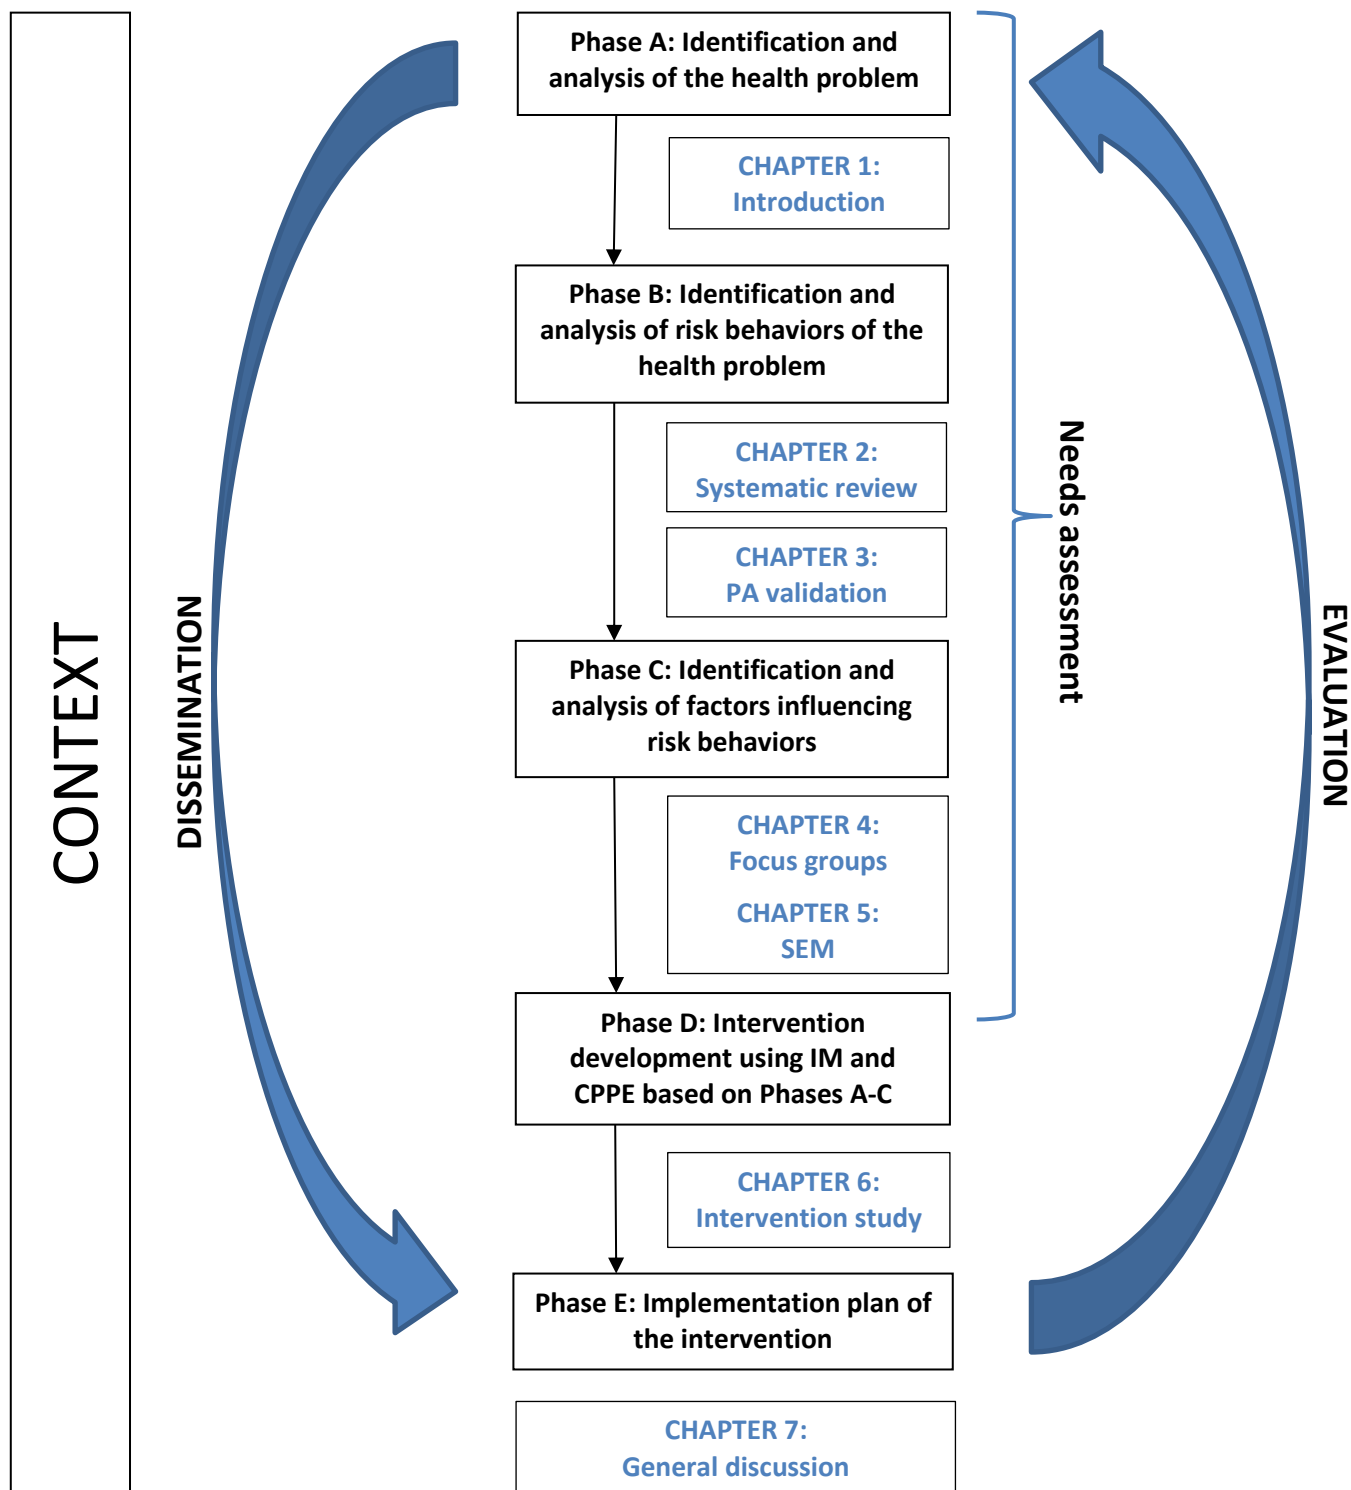 Phase A: Identification and
analysis of the health problem
CHAPTER 1:
Introduction
Phase B: Identification and
analysis of risk behaviors of the
health problem
CHAPTER 2:
Systematic review
CHAPTER 3:
PA validation
Phase C: Identification and
analysis of factors influencing
risk behaviors
CHAPTER 4:
Focus groups
CHAPTER 5:
SEM
Phase D: Intervention
development using IM and
CPPE based on Phases A-C
CHAPTER 6:
Intervention study
Phase E: Implementation plan of
the intervention
CHAPTER 7:
General discussion
CONTEXT
DISSEMINATION
Needs assessment
EVALUATION